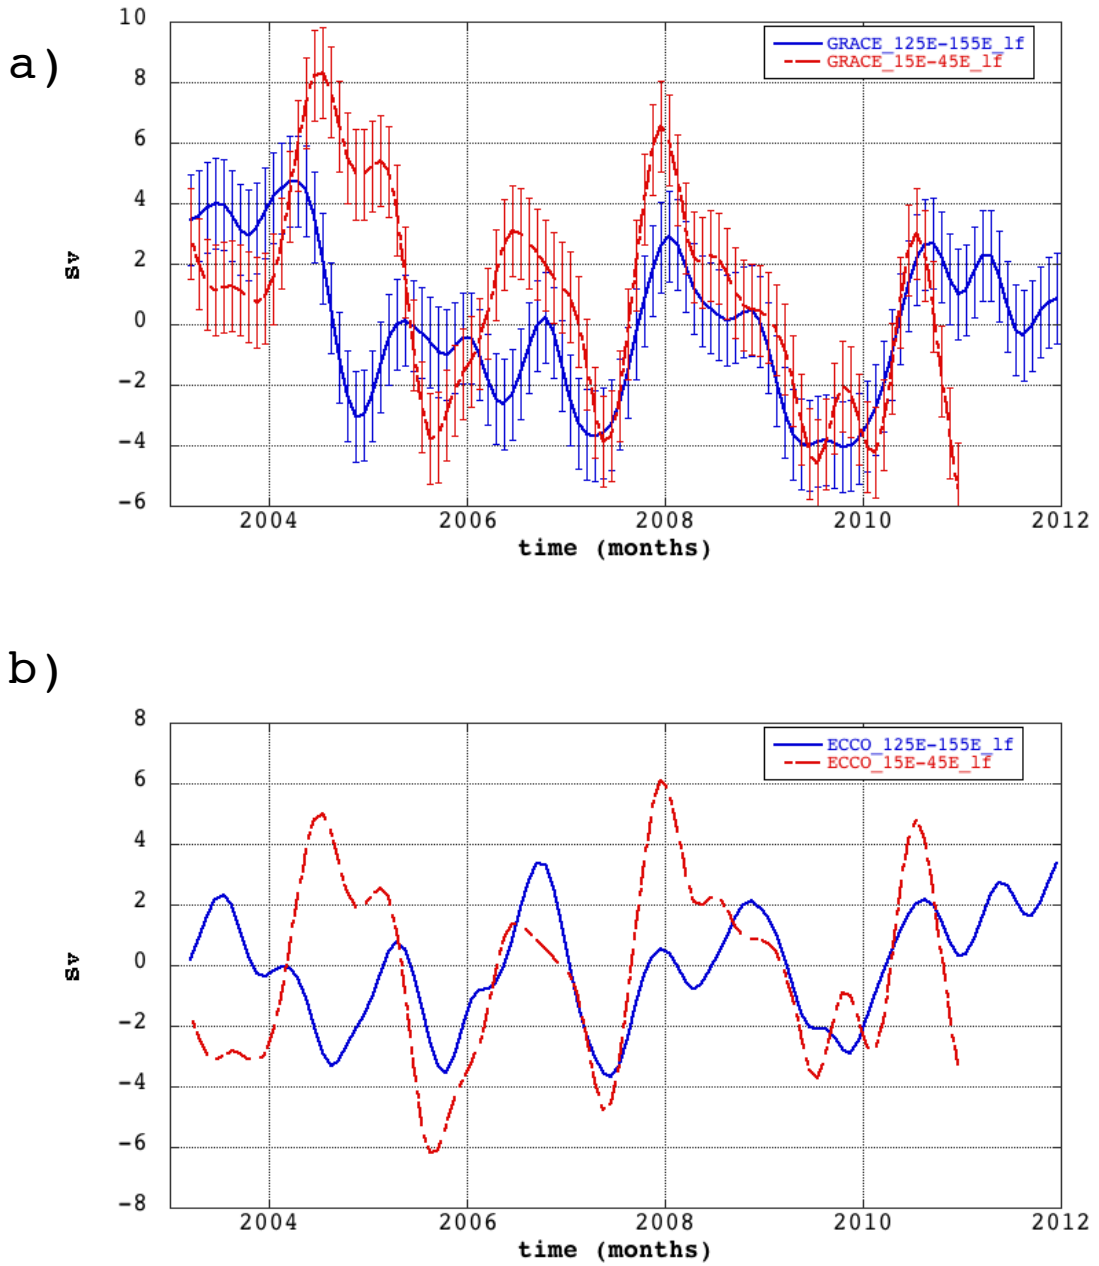 a)
10
8
6
4
2
0
−2
−4
−6
Sv
GRACE_125E-155E_lf
GRACE_15E-45E_lf
2004 2006 2008 2010 2012
time (months)
b)
8
6
4
2
0
−2
−4
−6
−8
Sv
ECCO_125E-155E_lf
ECCO_15E-45E_lf
2004 2006 2008 2010 2012
time (months)